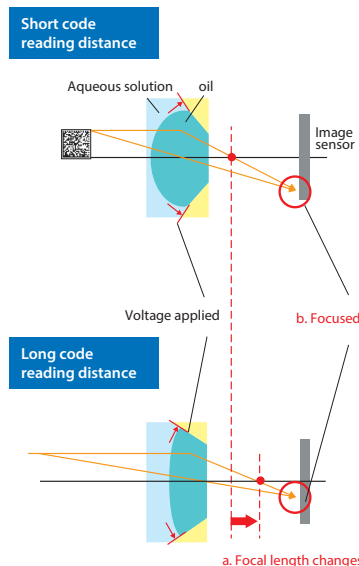 Short code
reading distance
Aqueous solution
oil
Image
sensor
Voltage applied
b. Focused
Long code
reading distance
a. Focal length changes